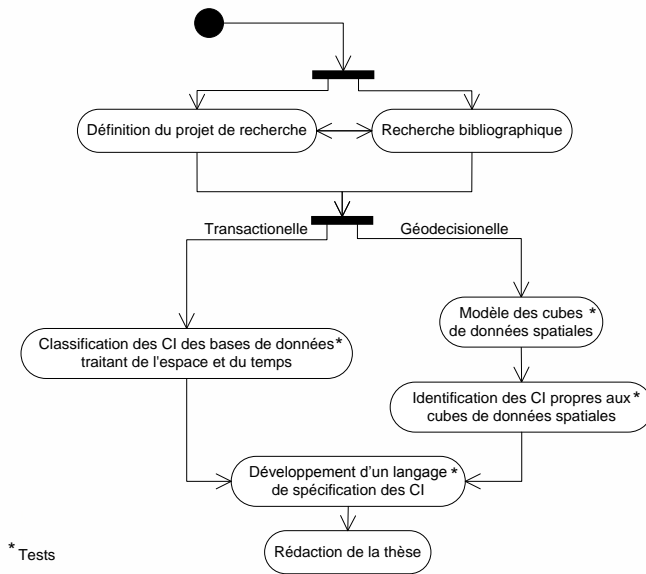 Définition du projet de recherche
Recherche bibliographique
Transactionelle
Géodecisionelle
Modèle des cubes *
de données spatiales
Classification des CI des bases de données *
traitant de l'espace et du temps
Identification des CI propres aux *
cubes de données spatiales
Développement d'un langage *
de spécification des CI
Rédaction de la thèse
* Tests